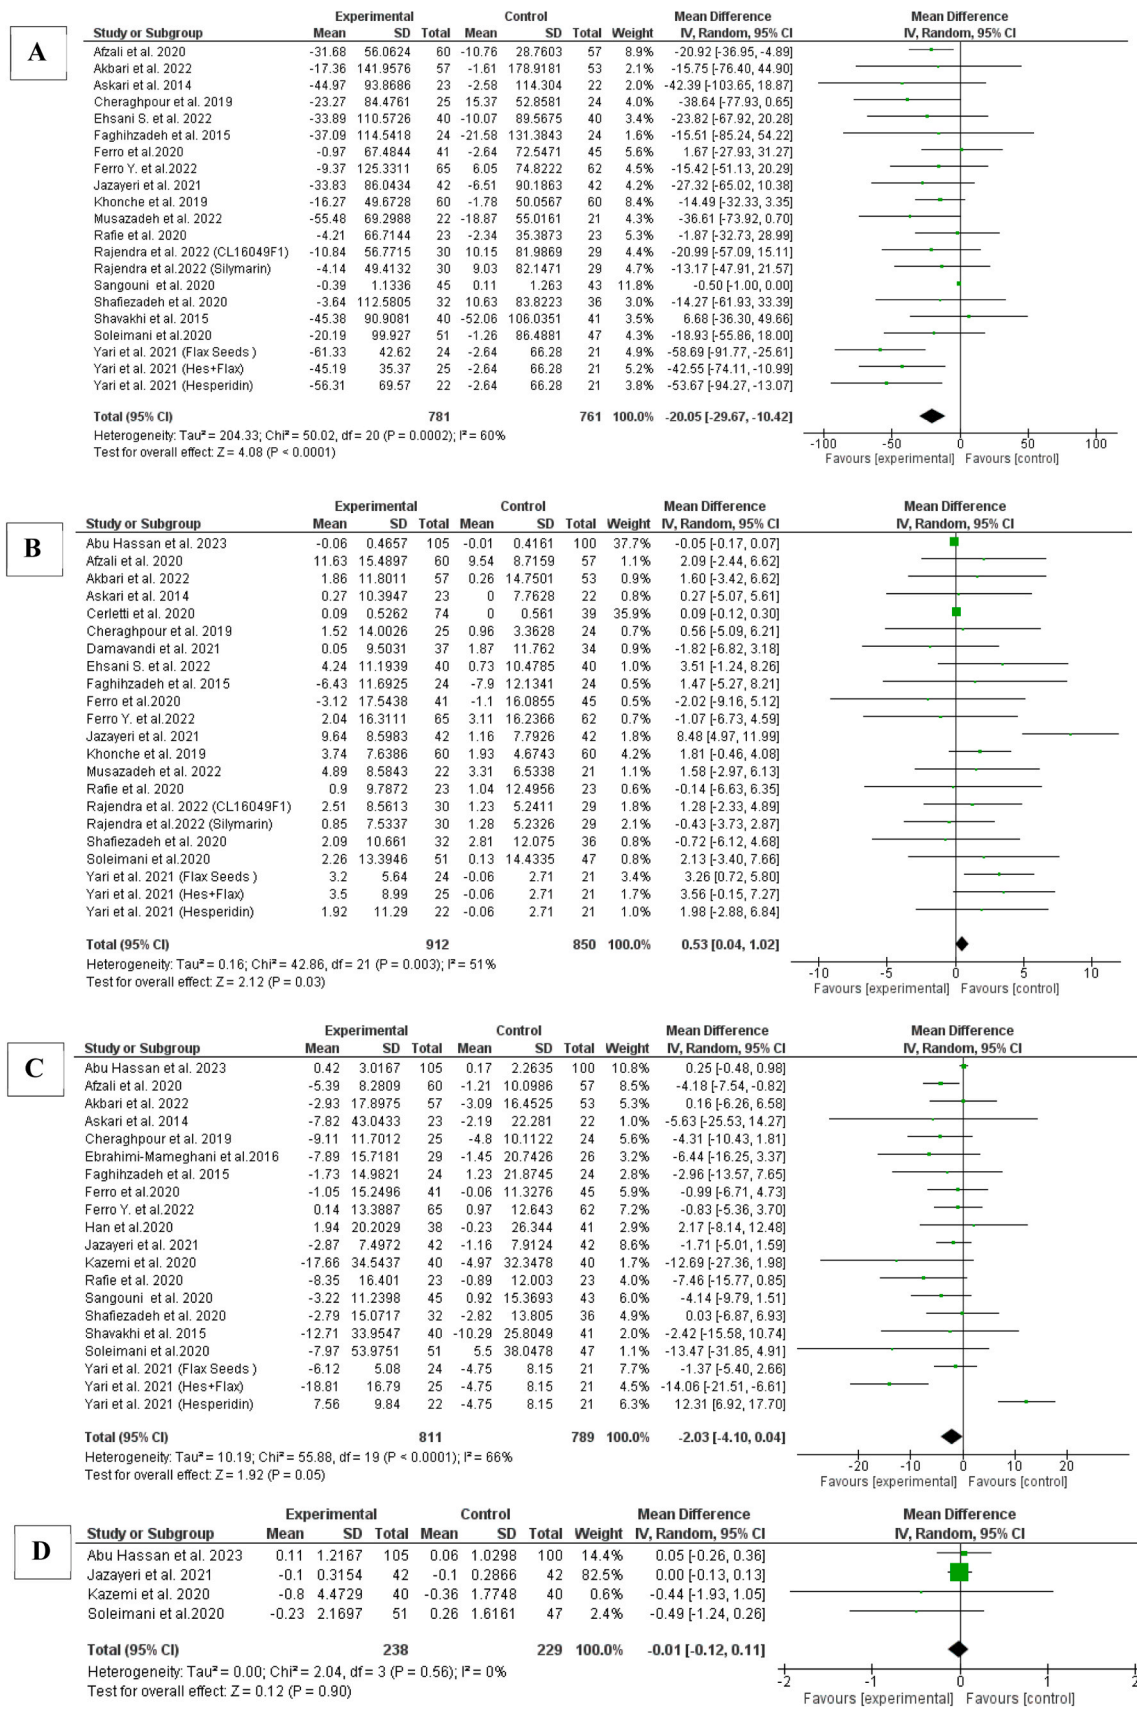 A
Experimental Control Mean Difference Mean Difference
Study or Subgroup Mean SD Total Mean SD Total Weight IV, Random, 95% CI IV, Random, 95% CI
Afzali et al. 2020 -31.68 56.0624 60 -10.76 28.7603 57 8.9% -20.92 [-36.95, -4.89]
Akbari et al. 2022 -17.36 141.9576 57 -1.61 178.9181 53 2.1% -15.75 [-76.40, 44.90]
Askari et al. 2014 -44.97 93.8686 23 -2.58 114.304 22 2.0% -42.39 [-103.65, 18.87]
Cheraghpour et al. 2019 -23.27 84.4761 25 15.37 52.8581 24 4.0% -38.64 [-77.93, 0.65]
Ehsani S. et al. 2022 -33.89 110.5726 40 -10.07 89.5675 40 3.4% -23.82 [-67.92, 20.28]
Faghihzadeh et al. 2015 -37.09 114.5418 24 -21.58 131.3843 24 1.6% -15.51 [-85.24, 54.22]
Ferro et al.2020 -0.97 67.4844 41 -2.64 72.5471 45 5.6% 1.67 [-27.93, 31.27]
Ferro Y. et al.2022 -9.37 125.3311 65 6.05 74.8222 62 4.5% -15.42 [-51.13, 20.29]
Jazayeri et al. 2021 -33.83 86.0434 42 -6.51 90.1863 42 4.2% -27.32 [-65.02, 10.38]
Khonche et al. 2019 -16.27 49.6728 60 -1.78 50.0567 60 8.4% -14.49 [-32.33, 3.35]
Musazadeh et al. 2022 -55.48 69.2988 22 -18.87 55.0161 21 4.3% -36.61 [-73.92, 0.70]
Rafie et al. 2020 -4.21 66.7144 23 -2.34 35.3873 23 5.3% -1.87 [-32.73, 28.99]
Rajendra et al. 2022 (CL16049F1) -10.84 56.7715 30 10.15 81.9869 29 4.4% -20.99 [-57.09, 15.11]
Rajendra et al.2022 (Silymarin) -4.14 49.4132 30 9.03 82.1471 29 4.7% -13.17 [-47.91, 21.57]
Sangouni et al. 2020 -0.39 1.1336 45 0.11 1.263 43 11.8% -0.50 [-1.00, 0.00]
Shafiezadeh et al. 2020 -3.64 112.5805 32 10.63 83.8223 36 3.0% -14.27 [-61.93, 33.39]
Shavakhi et al. 2015 -45.38 90.9081 40 -52.06 106.0351 41 3.5% 6.68 [-36.30, 49.66]
Soleimani et al.2020 -20.19 99.927 51 -1.26 86.4881 47 4.3% -18.93 [-55.86, 18.00]
Yari et al. 2021 (Flax Seeds ) -61.33 42.62 24 -2.64 66.28 21 4.9% -58.69 [-91.77, -25.61]
Yari et al. 2021 (Hes+Flax) -45.19 35.37 25 -2.64 66.28 21 5.2% -42.55 [-74.11, -10.99]
Yari et al. 2021 (Hesperidin) -56.31 69.57 22 -2.64 66.28 21 3.8% -53.67 [-94.27, -13.07]
Total (95% CI) 781 761 100.0% -20.05 [-29.67, -10.42]
Heterogeneity: Tau² = 204.33; Chi² = 50.02, df = 20 (P = 0.0002); I² = 60%
Test for overall effect: Z = 4.08 (P < 0.0001)
-100 -50 0 50 100
Favours [experimental] Favours [control]
B
Experimental Control Mean Difference Mean Difference
Study or Subgroup Mean SD Total Mean SD Total Weight IV, Random, 95% CI IV, Random, 95% CI
Abu Hassan et al. 2023 -0.06 0.4657 105 -0.01 0.4161 100 37.7% -0.05 [-0.17, 0.07]
Afzali et al. 2020 11.63 15.4897 60 9.54 8.7159 57 1.1% 2.09 [-2.44, 6.62]
Akbari et al. 2022 1.86 11.8011 57 0.26 14.7501 53 0.9% 1.60 [-3.42, 6.62]
Askari et al. 2014 0.27 10.3947 23 0 7.7628 22 0.8% 0.27 [-5.07, 5.61]
Cerletti et al. 2020 0.09 0.5262 74 0 0.561 39 35.9% 0.09 [-0.12, 0.30]
Cheraghpour et al. 2019 1.52 14.0026 25 0.96 3.3628 24 0.7% 0.56 [-5.09, 6.21]
Damavandi et al. 2021 0.05 9.5031 37 1.87 11.762 34 0.9% -1.82 [-6.82, 3.18]
Ehsani S. et al. 2022 4.24 11.1939 40 0.73 10.4785 40 1.0% 3.51 [-1.24, 8.26]
Faghihzadeh et al. 2015 -6.43 11.6925 24 -7.9 12.1341 24 0.5% 1.47 [-5.27, 8.21]
Ferro et al.2020 -3.12 17.5438 41 -1.1 16.0855 45 0.5% -2.02 [-9.16, 5.12]
Ferro Y. et al.2022 2.04 16.3111 65 3.11 16.2366 62 0.7% -1.07 [-6.73, 4.59]
Jazayeri et al. 2021 9.64 8.5983 42 1.16 7.7926 42 1.8% 8.48 [4.97, 11.99]
Khonche et al. 2019 3.74 7.6386 60 1.93 4.6743 60 4.2% 1.81 [-0.46, 4.08]
Musazadeh et al. 2022 4.89 8.5843 22 3.31 6.5338 21 1.1% 1.58 [-2.97, 6.13]
Rafie et al. 2020 0.9 9.7872 23 1.04 12.4956 23 0.6% -0.14 [-6.63, 6.35]
Rajendra et al. 2022 (CL16049F1) 2.51 8.5613 30 1.23 5.2411 29 1.8% 1.28 [-2.33, 4.89]
Rajendra et al.2022 (Silymarin) 0.85 7.5337 30 1.28 5.2326 29 2.1% -0.43 [-3.73, 2.87]
Shafiezadeh et al. 2020 2.09 10.661 32 2.81 12.075 36 0.8% -0.72 [-6.12, 4.68]
Soleimani et al.2020 2.26 13.3946 51 0.13 14.4335 47 0.8% 2.13 [-3.40, 7.66]
Yari et al. 2021 (Flax Seeds ) 3.2 5.64 24 -0.06 2.71 21 3.4% 3.26 [0.72, 5.80]
Yari et al. 2021 (Hes+Flax) 3.5 8.99 25 -0.06 2.71 21 1.7% 3.56 [-0.15, 7.27]
Yari et al. 2021 (Hesperidin) 1.92 11.29 22 -0.06 2.71 21 1.0% 1.98 [-2.88, 6.84]
Total (95% CI) 912 850 100.0% 0.53 [0.04, 1.02]
Heterogeneity: Tau² = 0.16; Chi² = 42.86, df = 21 (P = 0.003); I² = 51%
Test for overall effect: Z = 2.12 (P = 0.03)
-10 -5 0 5 10
Favours [experimental] Favours [control]
C
Experimental Control Mean Difference Mean Difference
Study or Subgroup Mean SD Total Mean SD Total Weight IV, Random, 95% CI IV, Random, 95% CI
Abu Hassan et al. 2023 0.42 3.0167 105 0.17 2.2635 100 10.8% 0.25 [-0.48, 0.98]
Afzali et al. 2020 -5.39 8.2809 60 -1.21 10.0986 57 8.5% -4.18 [-7.54, -0.82]
Akbari et al. 2022 -2.93 17.8975 57 -3.09 16.4525 53 5.3% 0.16 [-6.26, 6.58]
Askari et al. 2014 -7.82 43.0433 23 -2.19 22.281 22 1.0% -5.63 [-25.53, 14.27]
Cheraghpour et al. 2019 -9.11 11.7012 25 -4.8 10.1122 24 5.6% -4.31 [-10.43, 1.81]
Ebrahimi-Mameghani et al.2016 -7.89 15.7181 29 -1.45 20.7426 26 3.2% -6.44 [-16.25, 3.37]
Faghihzadeh et al. 2015 -1.73 14.9821 24 1.23 21.8745 24 2.8% -2.96 [-13.57, 7.65]
Ferro et al.2020 -1.05 15.2496 41 -0.06 11.3276 45 5.9% -0.99 [-6.71, 4.73]
Ferro Y. et al.2022 0.14 13.3887 65 0.97 12.643 62 7.2% -0.83 [-5.36, 3.70]
Han et al.2020 1.94 20.2029 38 -0.23 26.344 41 2.9% 2.17 [-8.14, 12.48]
Jazayeri et al. 2021 -2.87 7.4972 42 -1.16 7.9124 42 8.6% -1.71 [-5.01, 1.59]
Kazemi et al. 2020 -17.66 34.5437 40 -4.97 32.3478 40 1.7% -12.69 [-27.36, 1.98]
Rafie et al. 2020 -8.35 16.401 23 -0.89 12.003 23 4.0% -7.46 [-15.77, 0.85]
Sangouni et al. 2020 -3.22 11.2398 45 0.92 15.3693 43 6.0% -4.14 [-9.79, 1.51]
Shafiezadeh et al. 2020 -2.79 15.0717 32 -2.82 13.805 36 4.9% 0.03 [-6.87, 6.93]
Shavakhi et al. 2015 -12.71 33.9547 40 -10.29 25.8049 41 2.0% -2.42 [-15.58, 10.74]
Soleimani et al.2020 -7.97 53.9751 51 5.5 38.0478 47 1.2% -13.47 [-31.85, 4.91]
Yari et al. 2021 (Flax Seeds ) -6.12 5.08 24 -4.75 8.15 21 7.7% -1.37 [-5.40, 2.66]
Yari et al. 2021 (Hes+Flax) -18.81 16.79 25 -4.75 8.15 21 4.5% -14.06 [-21.51, -6.61]
Yari et al. 2021 (Hesperidin) 7.56 9.84 22 -4.75 8.15 21 6.3% 12.31 [6.92, 17.70]
Total (95% CI) 811 789 100.0% -2.03 [-4.10, 0.04]
Heterogeneity: Tau² = 10.19; Chi² = 55.88, df = 19 (P < 0.0001); I² = 66%
Test for overall effect: Z = 1.92 (P = 0.05)
-20 -10 0 10 20
Favours [experimental] Favours [control]
D
Experimental Control Mean Difference Mean Difference
Study or Subgroup Mean SD Total Mean SD Total Weight IV, Random, 95% CI IV, Random, 95% CI
Abu Hassan et al. 2023 0.11 1.2167 105 0.06 1.0298 100 14.4% 0.05 [-0.26, 0.36]
Jazayeri et al. 2021 -0.1 0.3154 42 -0.1 0.2866 42 82.5% 0.00 [-0.13, 0.13]
Kazemi et al. 2020 -0.8 4.4729 40 -0.36 1.7748 40 0.6% -0.44 [-1.93, 1.05]
Soleimani et al.2020 -0.23 2.1697 51 0.26 1.6161 47 2.4% -0.49 [-1.24, 0.26]
Total (95% CI) 238 229 100.0% -0.01 [-0.12, 0.11]
Heterogeneity: Tau² = 0.00; Chi² = 2.04, df = 3 (P = 0.56); I² = 0%
Test for overall effect: Z = 0.12 (P = 0.90)
-2 -1 0 1 2
Favours [experimental] Favours [control]